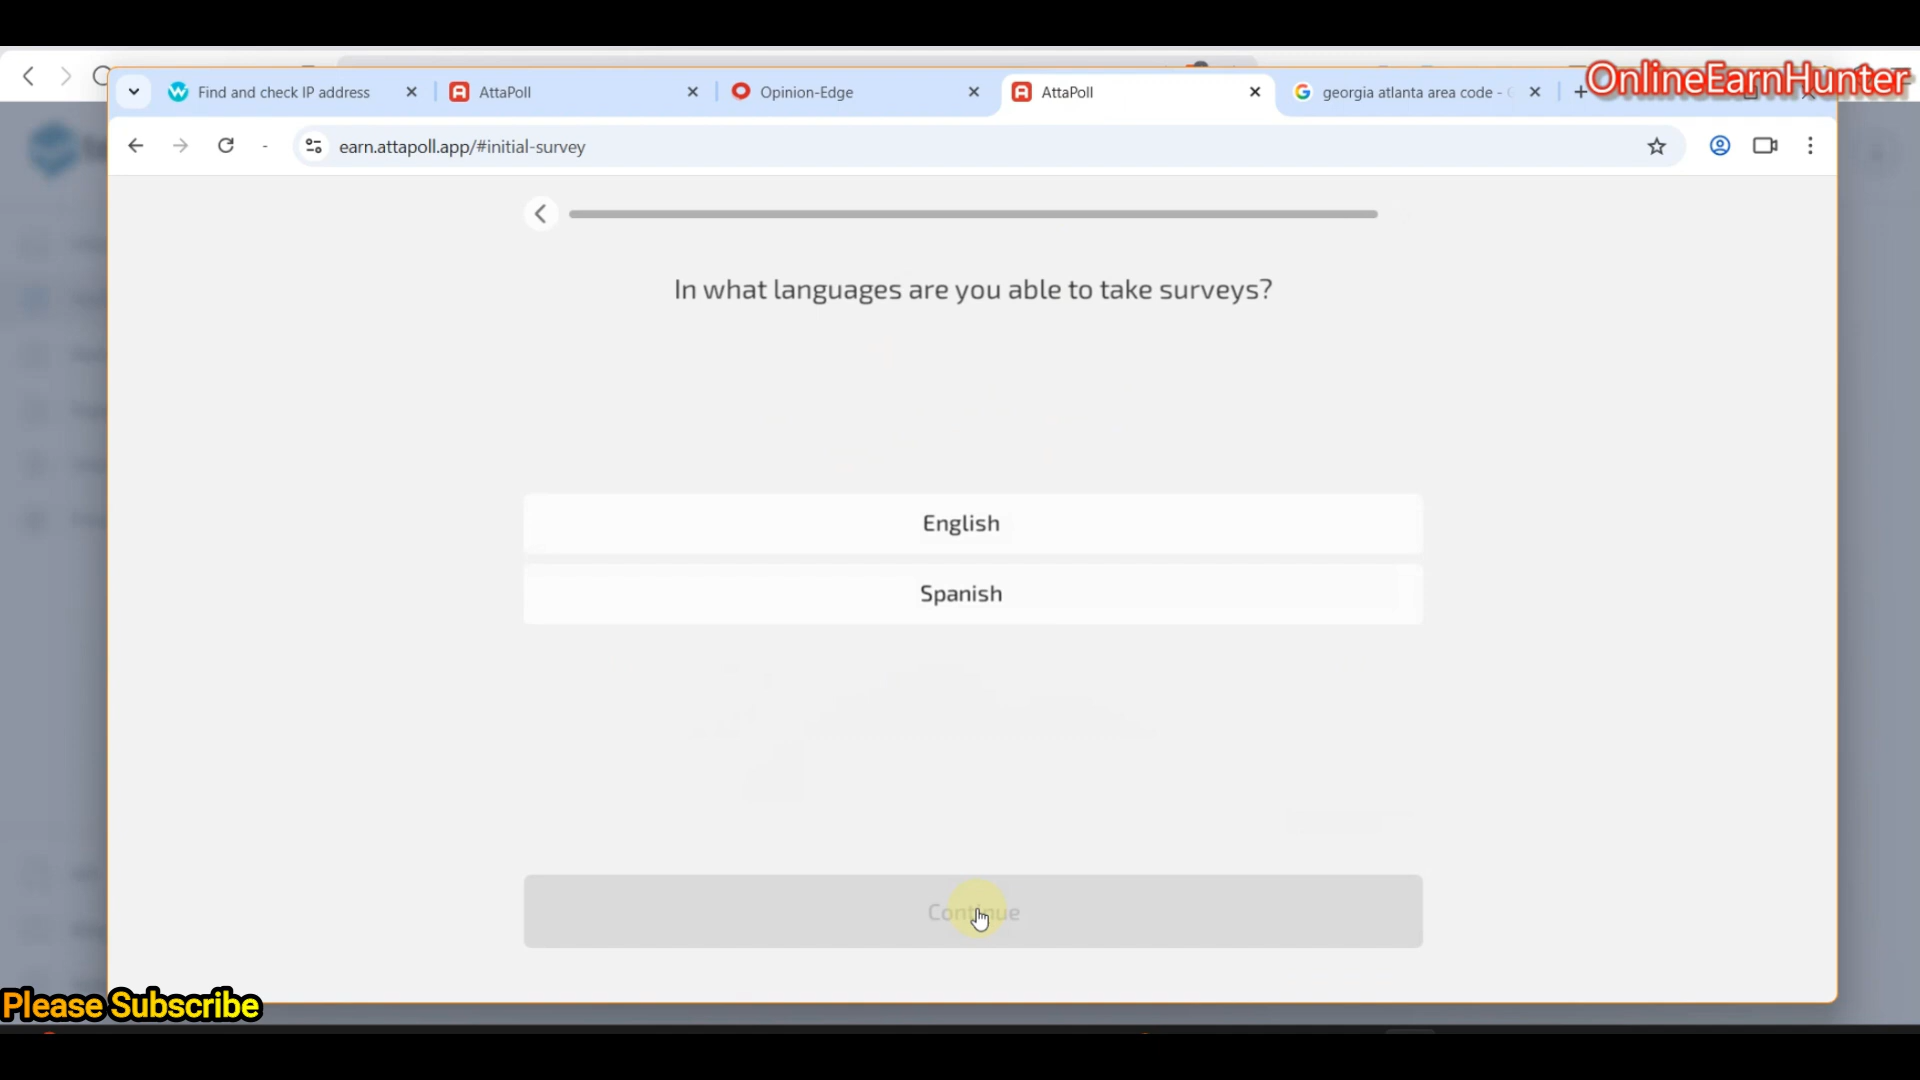 OnlineEarnHunter
Find and check IP address
AttaPoll
Opinion-Edge
AttaPoll
georgia atlanta area code -
earn.attapoll.app/#initial-survey
In what languages are you able to take surveys?
English
Spanish
Continue
Please Subscribe